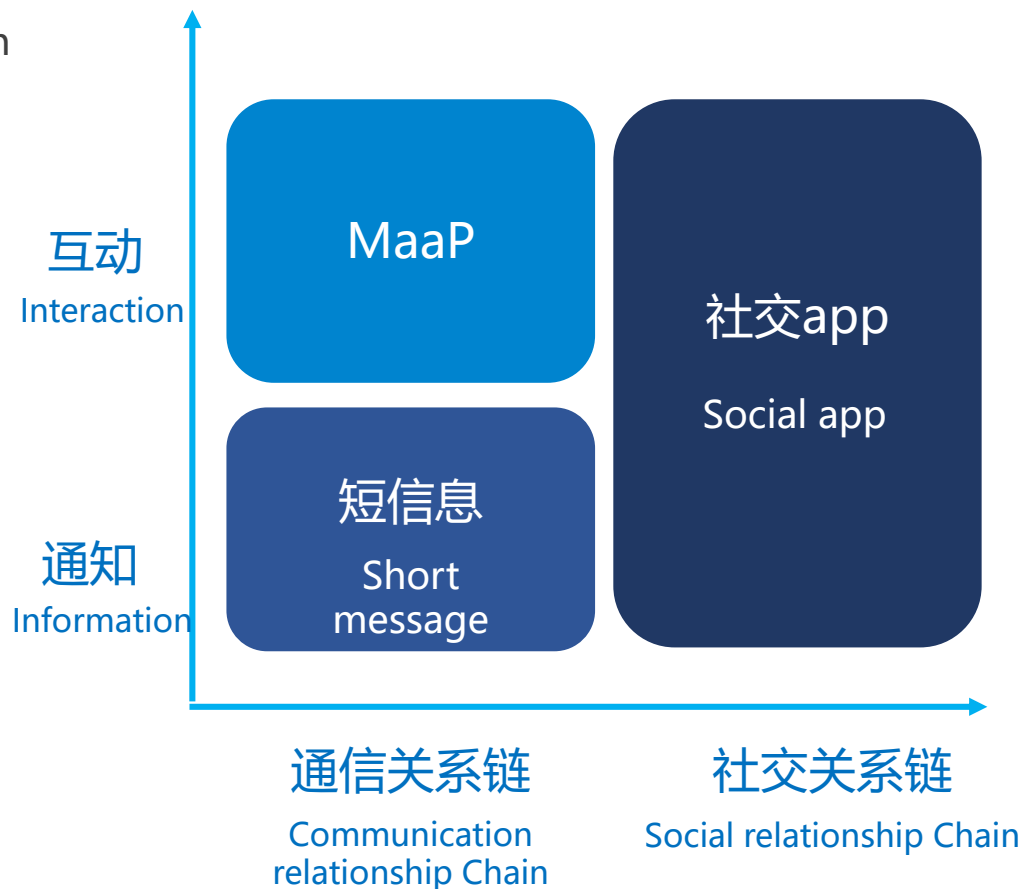 互动
Interaction
MaaP
社交app
Social app
短信息
Short
message
通知
Information
通信关系链
Communication
relationship Chain
社交关系链
Social relationship Chain